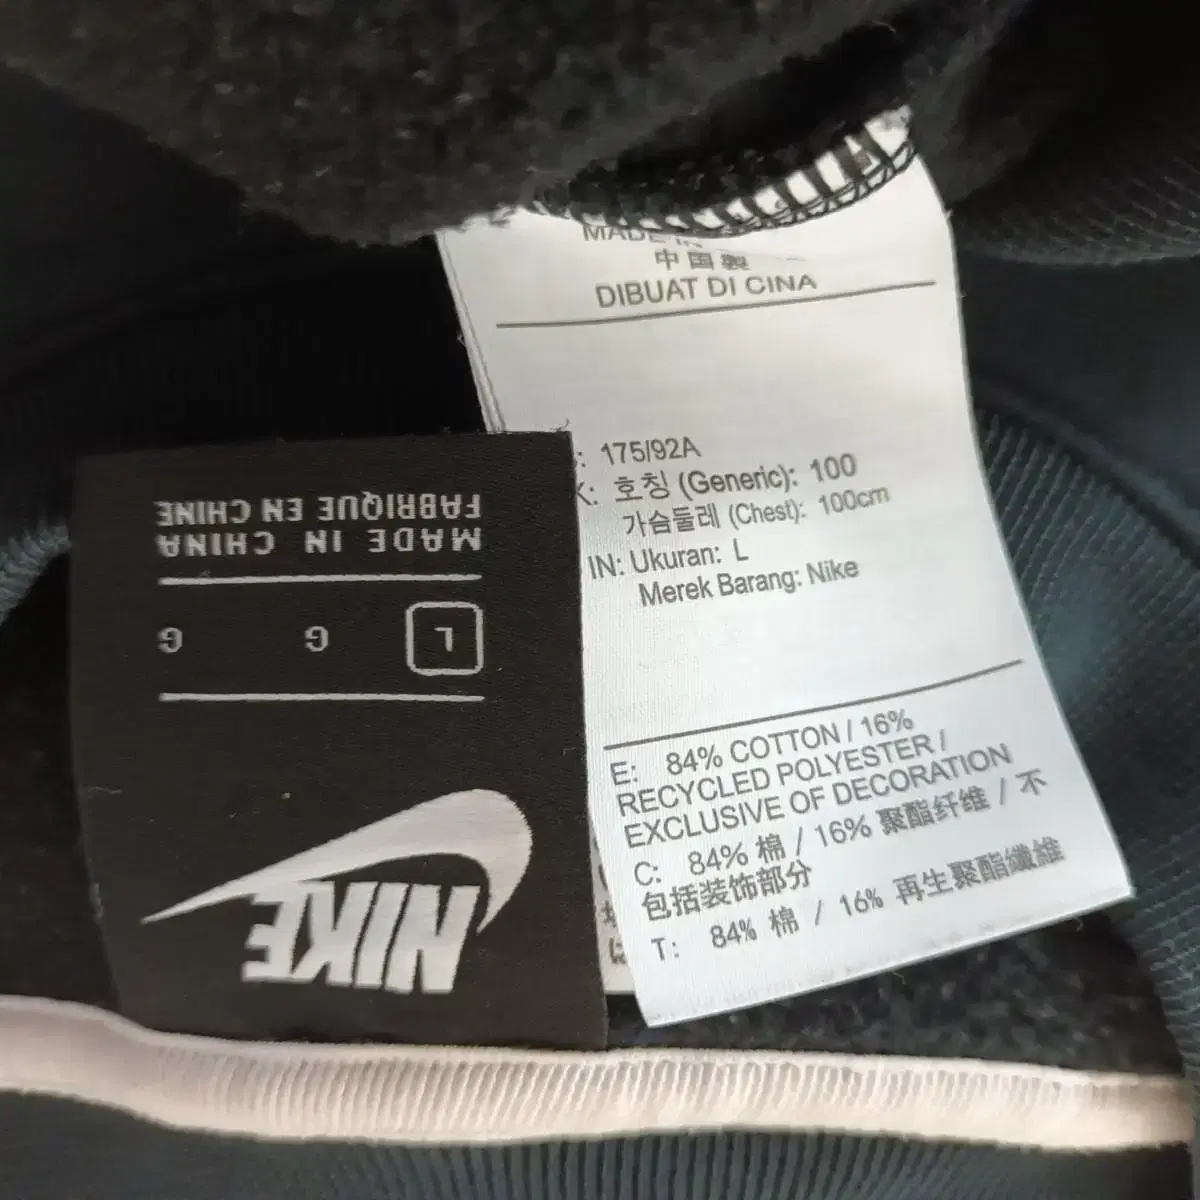 MADE IN
中国製
DIBUAT DI CINA
: 175/92A
K: 호칭 (Generic): 100
가슴둘레 (Chest): 100cm
IN: Ukuran: L
Merek Barang: Nike
E: 84% COTTON / 16%
RECYCLED POLYESTER /
EXCLUSIVE OF DECORATION
C: 84% 棉 / 16% 聚酯纤维 / 不
包括装饰部分
T: 84% 棉 / 16% 再生聚酯纖維
NIKE
L G G
MADE IN CHINA
FABRIQUE EN CHINE